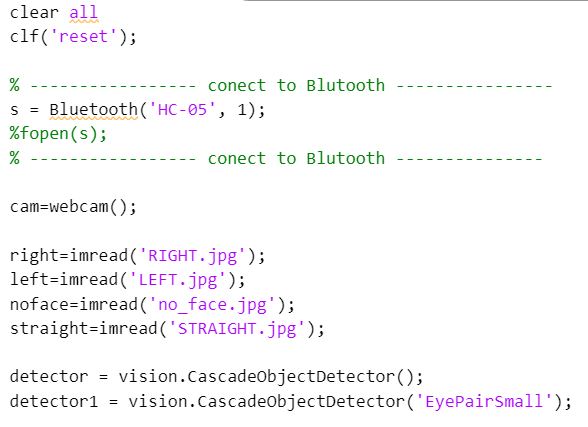 clear all
clf('reset');
% ----------------- conect to Blutooth ----------------
s = Bluetooth('HC-05', 1);
%fopen(s);
% ----------------- conect to Blutooth ---------------
cam=webcam();
right=imread('RIGHT.jpg');
left=imread('LEFT.jpg');
noface=imread('no_face.jpg');
straight=imread('STRAIGHT.jpg');
detector = vision.CascadeObjectDetector();
detector1 = vision.CascadeObjectDetector('EyePairSmall');